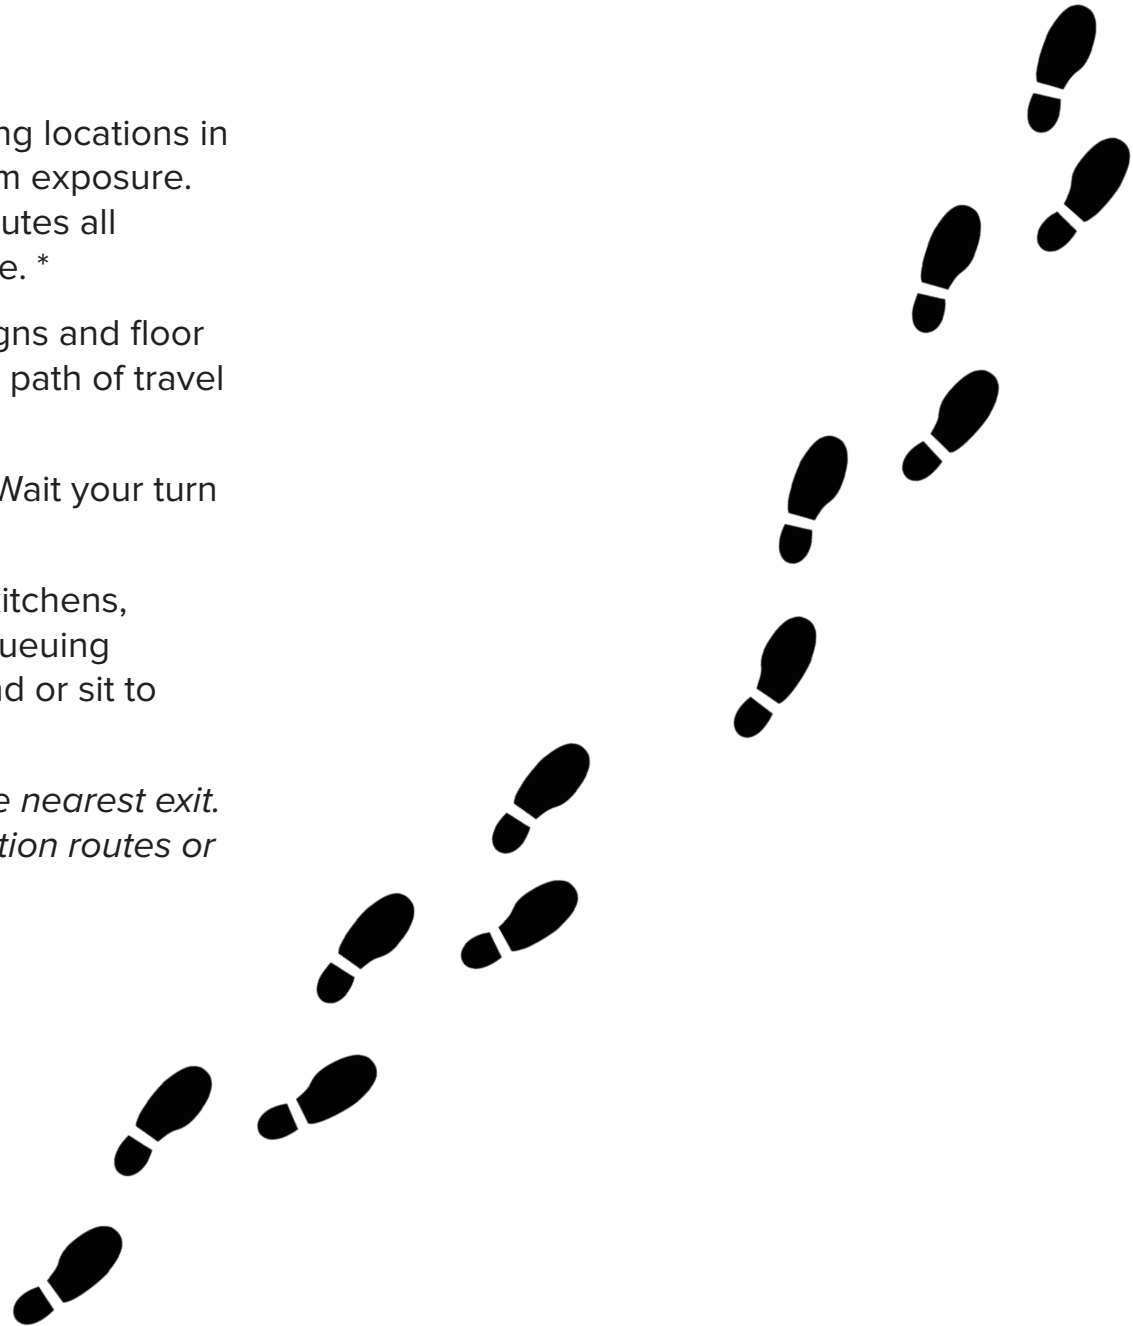 ng locations in
m exposure.
utes all
e. *
gns and floor
path of travel
Wait your turn
itchens,
ueuing
nd or sit to
e nearest exit.
tion routes or